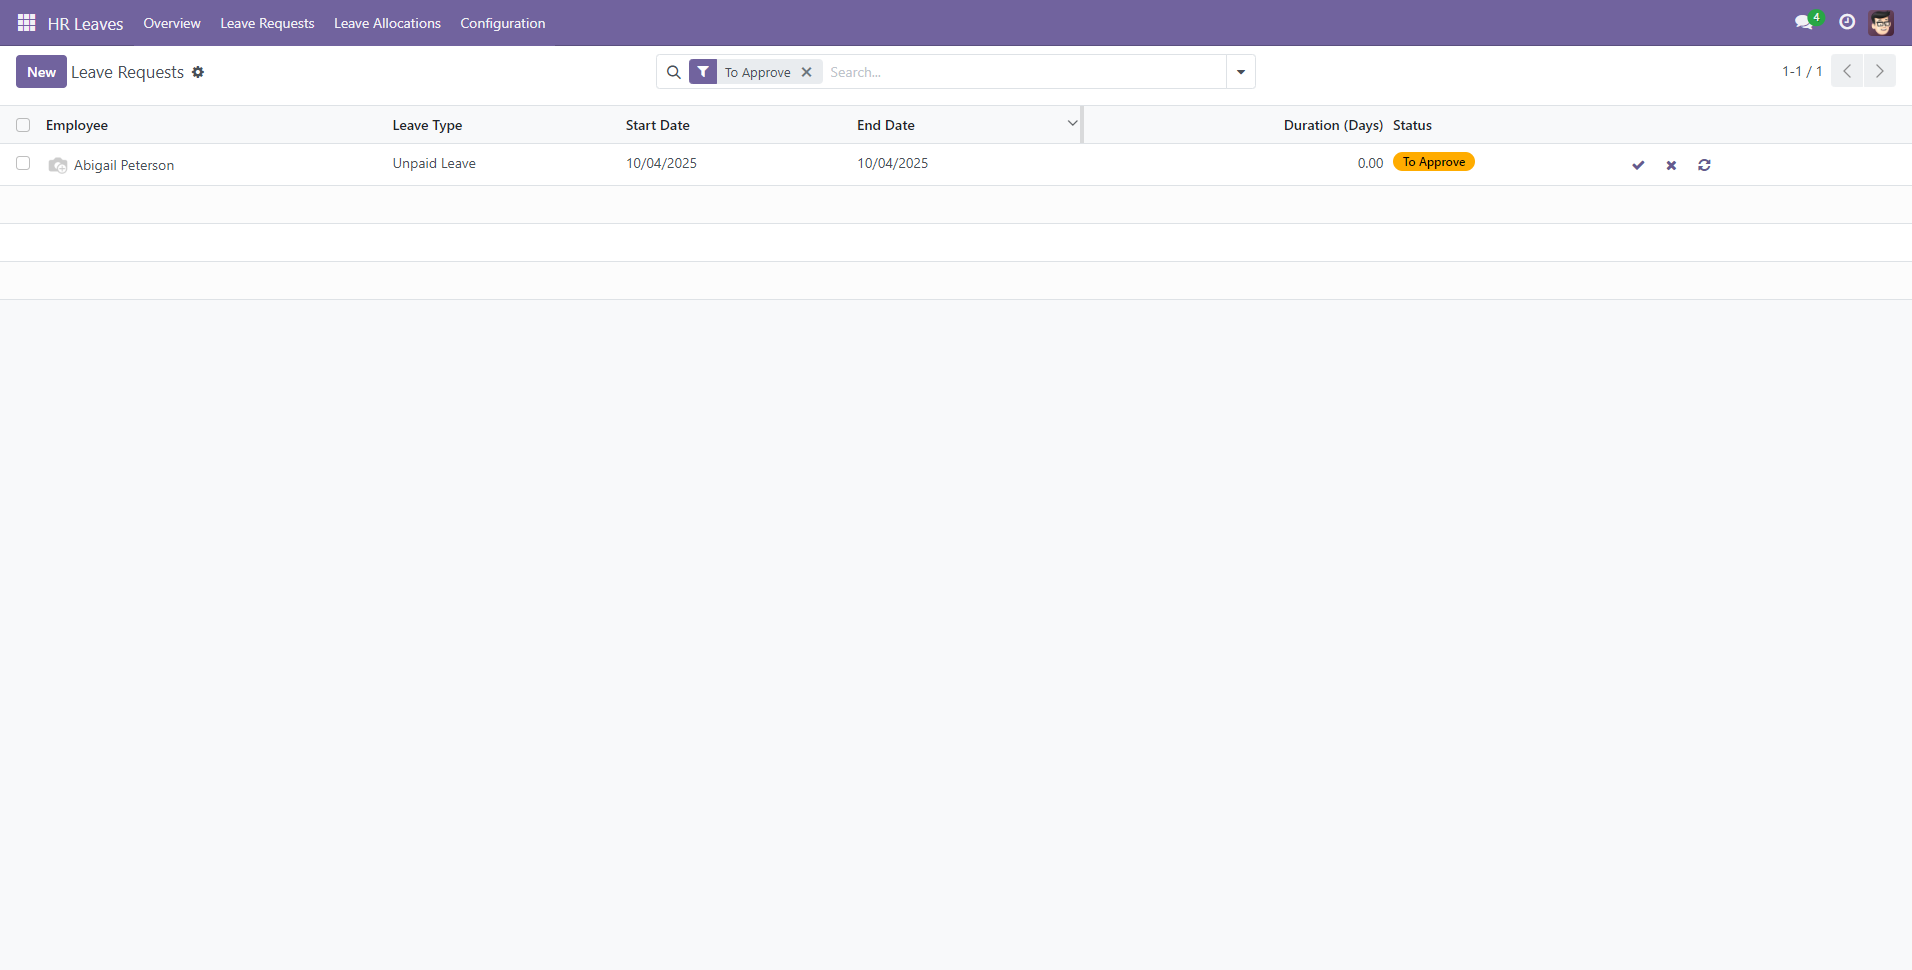 HR Leaves Overview Leave Requests Leave Allocations Configuration 4
New Leave Requests To Approve Search... 1-1 / 1
Employee Leave Type Start Date End Date Duration (Days) Status
Abigail Peterson Unpaid Leave 10/04/2025 10/04/2025 0.00 To Approve